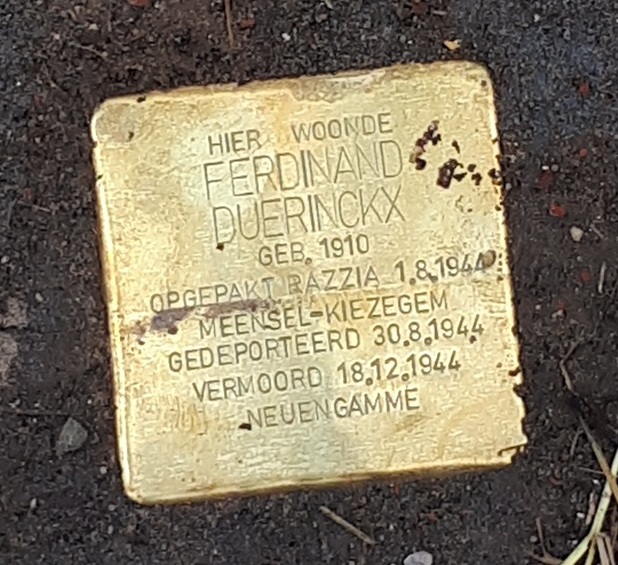 HIER WOONDE
FERDINAND
DUERINCKX
GEB. 1910
OPGEPAKT RAZZIA 1.8.1944
MEENSEL-KIEZEGEM
GEDEPORTEERD 30.8.1944
VERMOORD 18.12.1944
NEUENGAMME